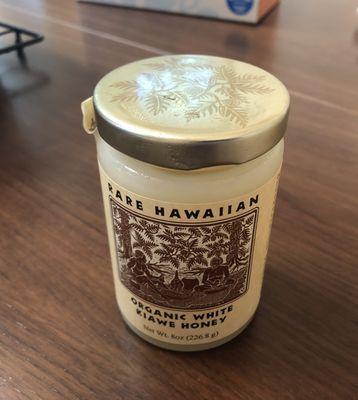 RARE HAWAIIAN
ORGANIC WHITE
KIAWE HONEY
Net Wt. 8oz (226.8 g)